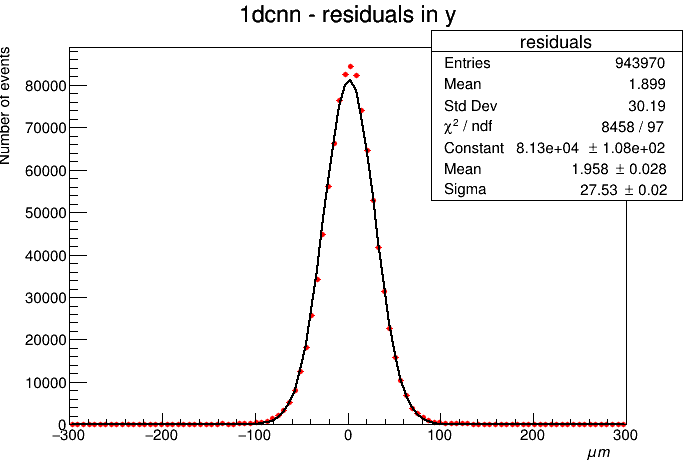 1dcnn - residuals in y
residuals
Entries 943970
Mean 1.899
Std Dev 30.19
χ² / ndf 8458 / 97
Constant 8.13e+04 ± 1.08e+02
Mean 1.958 ± 0.028
Sigma 27.53 ± 0.02
Number of events
80000
70000
60000
50000
40000
30000
20000
10000
0
−300 −200 −100 0 100 200 300
μm